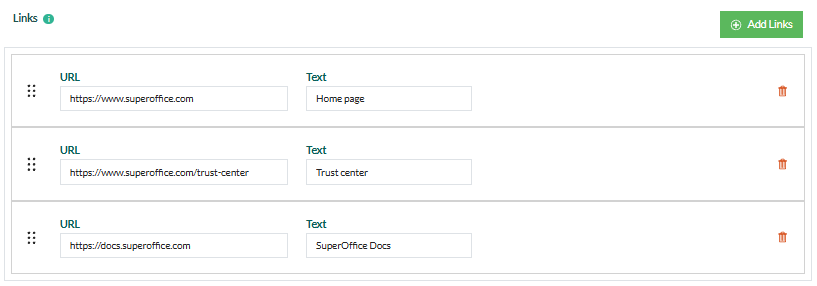 Links
Add Links
URL Text
https://www.superoffice.com Home page
URL Text
https://www.superoffice.com/trust-center Trust center
URL Text
https://docs.superoffice.com SuperOffice Docs